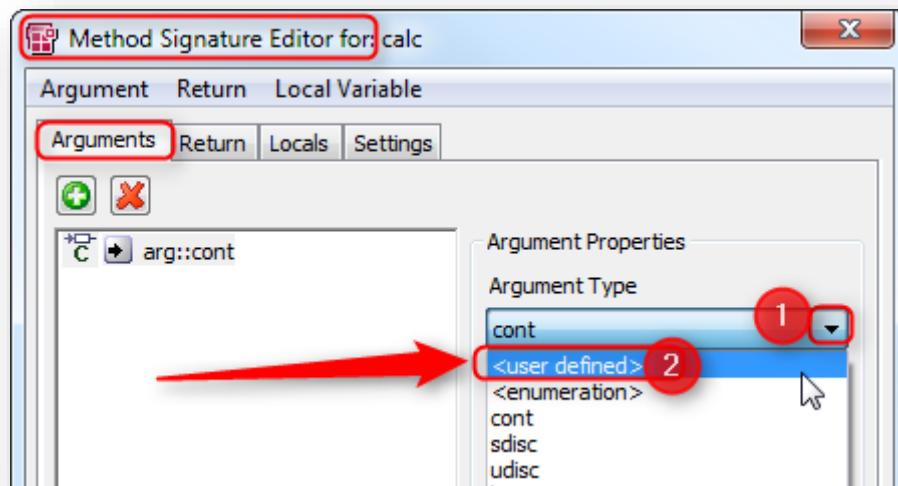 Method Signature Editor for: calc
Argument Return Local Variable
Arguments Return Locals Settings
C arg::cont
Argument Properties
Argument Type
cont
1
<user defined>
2
<enumeration>
cont
sdisc
udisc